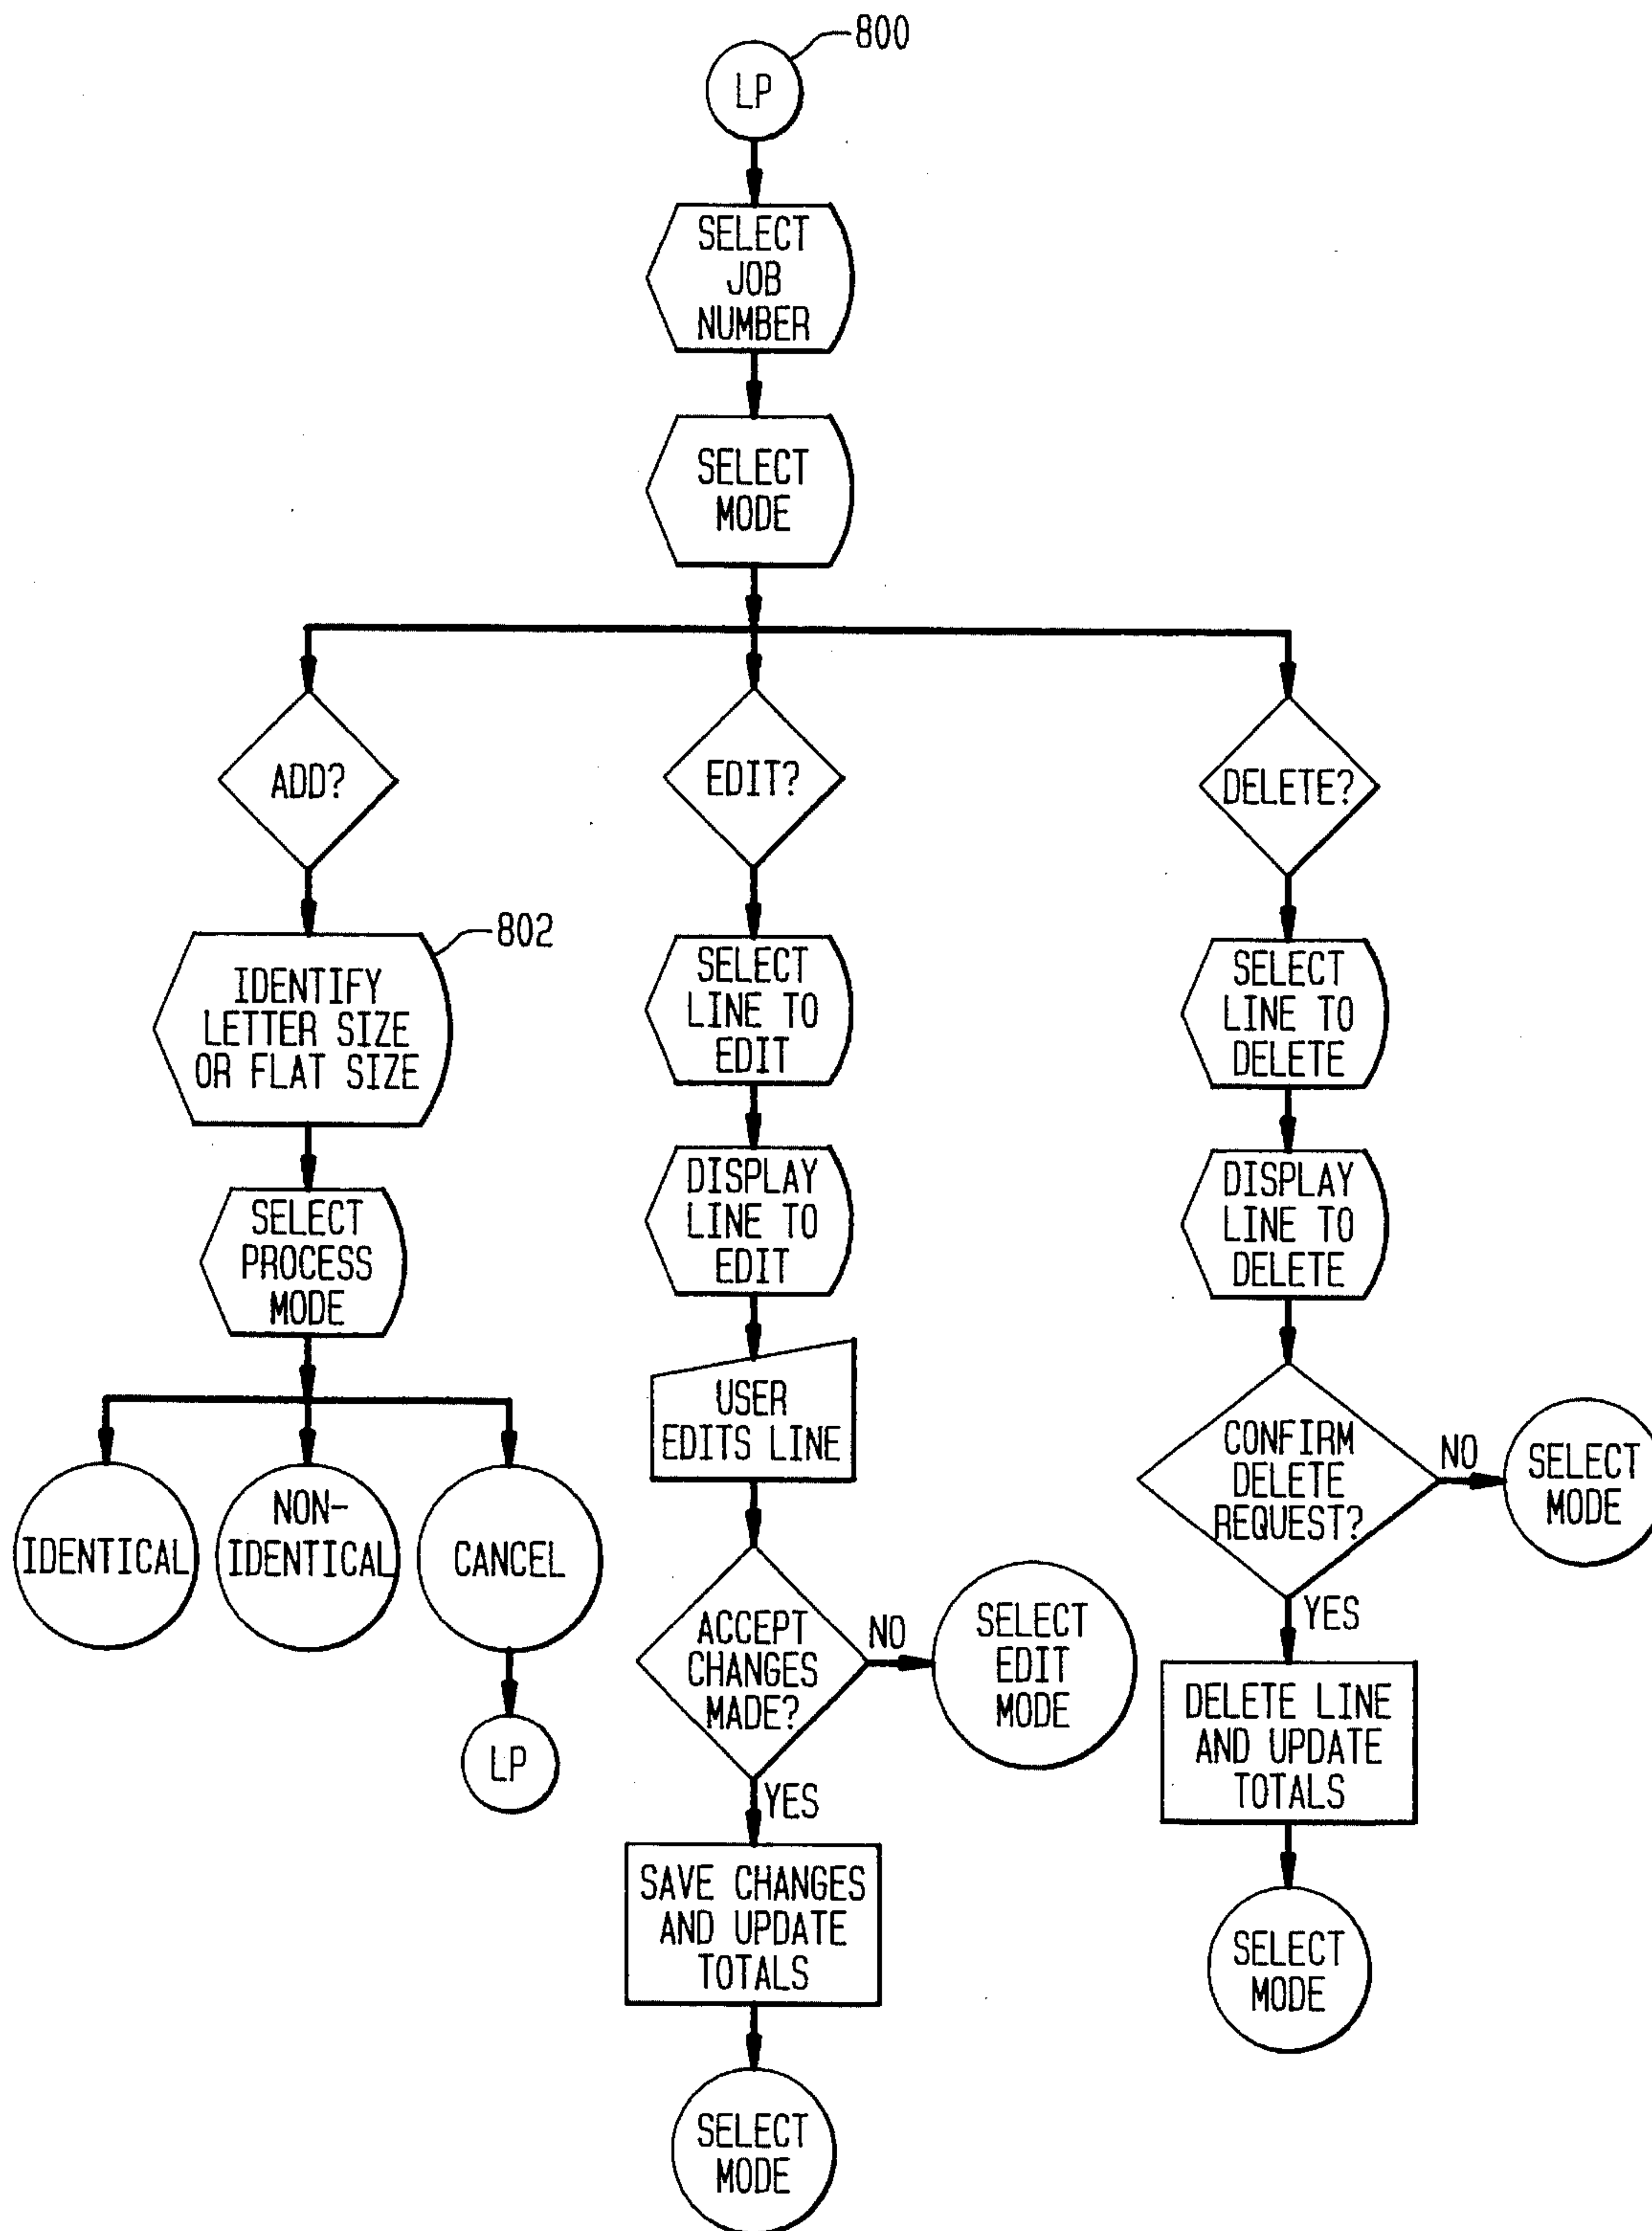 800
LP
SELECT
JOB
NUMBER
SELECT
MODE
ADD?
EDIT?
DELETE?
802
IDENTIFY
LETTER SIZE
OR FLAT SIZE
SELECT
PROCESS
MODE
IDENTICAL
NON-
IDENTICAL
CANCEL
LP
SELECT
LINE TO
EDIT
DISPLAY
LINE TO
EDIT
USER
EDITS LINE
ACCEPT
CHANGES
MADE?
NO
SELECT
EDIT
MODE
YES
SAVE CHANGES
AND UPDATE
TOTALS
SELECT
MODE
SELECT
LINE TO
DELETE
DISPLAY
LINE TO
DELETE
CONFIRM
DELETE
REQUEST?
NO
SELECT
MODE
YES
DELETE LINE
AND UPDATE
TOTALS
SELECT
MODE